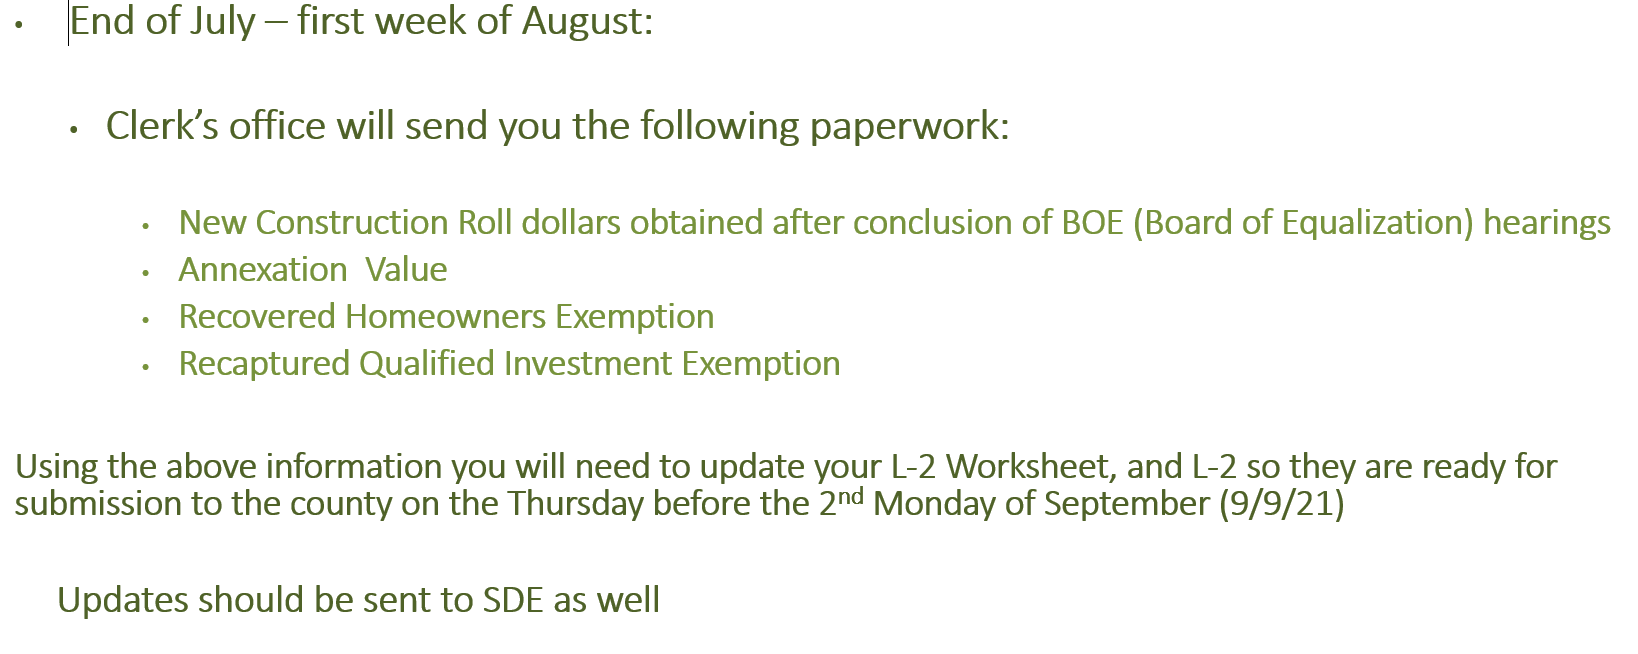 • End of July – first week of August:
• Clerk’s office will send you the following paperwork:
• New Construction Roll dollars obtained after conclusion of BOE (Board of Equalization) hearings
• Annexation  Value
• Recovered Homeowners Exemption
• Recaptured Qualified Investment Exemption
Using the above information you will need to update your L-2 Worksheet, and L-2 so they are ready for
submission to the county on the Thursday before the 2nd Monday of September (9/9/21)
Updates should be sent to SDE as well